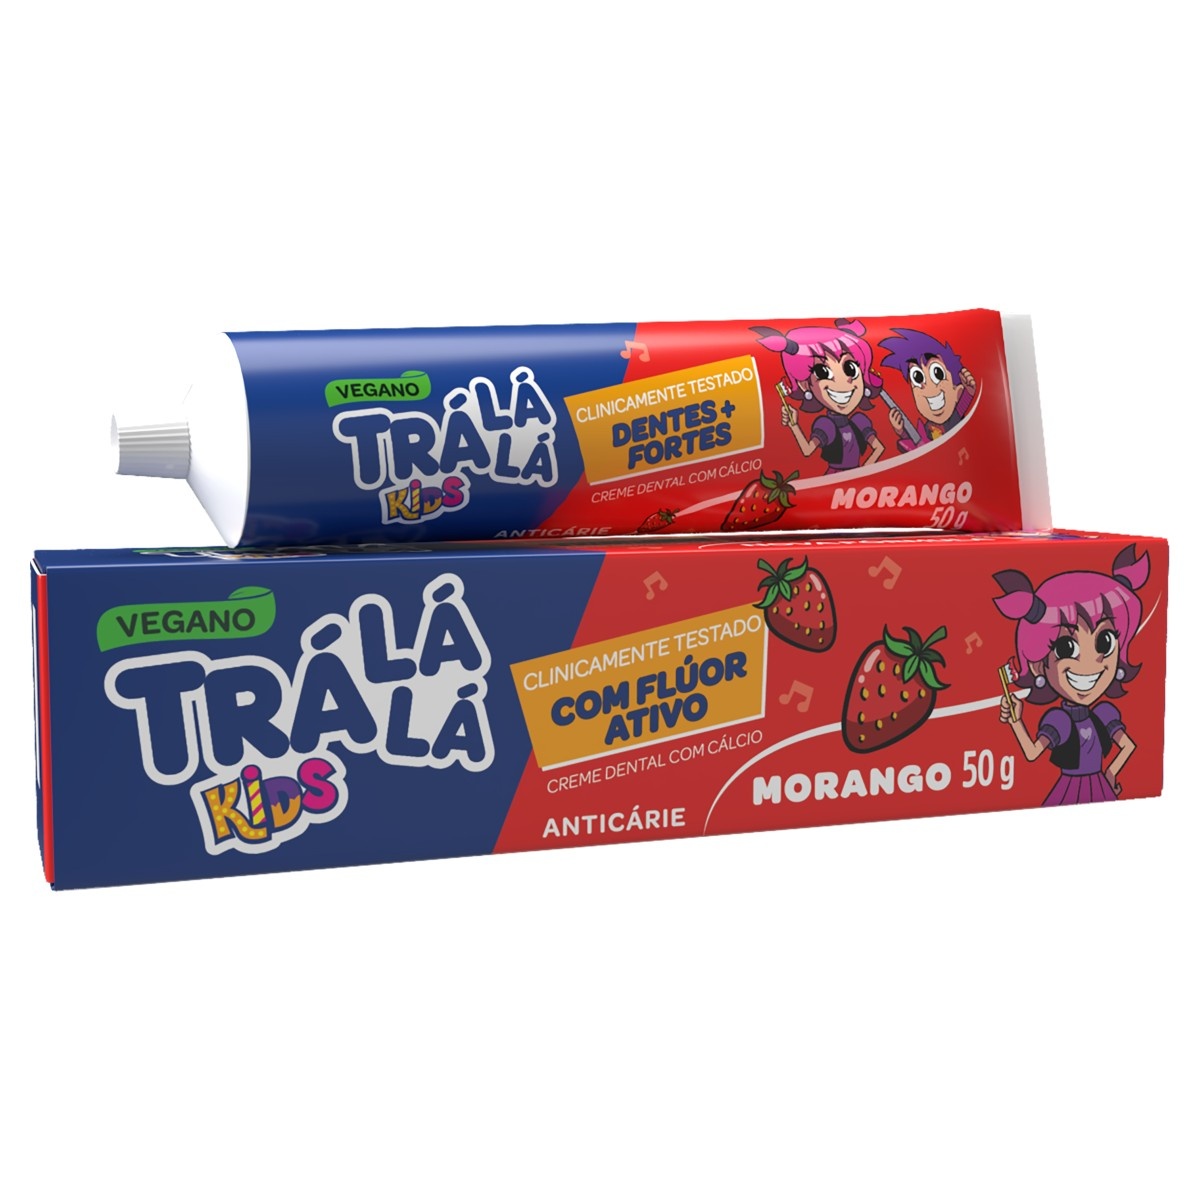 VEGANO
TRÁLÁLÁ
KIDS
CLINICAMENTE TESTADO
DENTES +
FORTES
CREME DENTAL COM CÁLCIO
ANTICÁRIE
MORANGO
50 g
VEGANO
TRÁLÁLÁ
KIDS
CLINICAMENTE TESTADO
COM FLÚOR
ATIVO
CREME DENTAL COM CÁLCIO
ANTICÁRIE
MORANGO 50 g